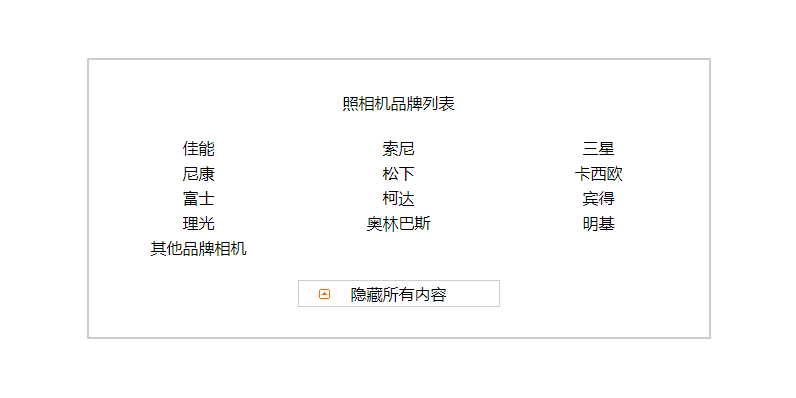 照相机品牌列表
佳能 索尼 三星
尼康 松下 卡西欧
富士 柯达 宾得
理光 奥林巴斯 明基
其他品牌相机
隐藏所有内容